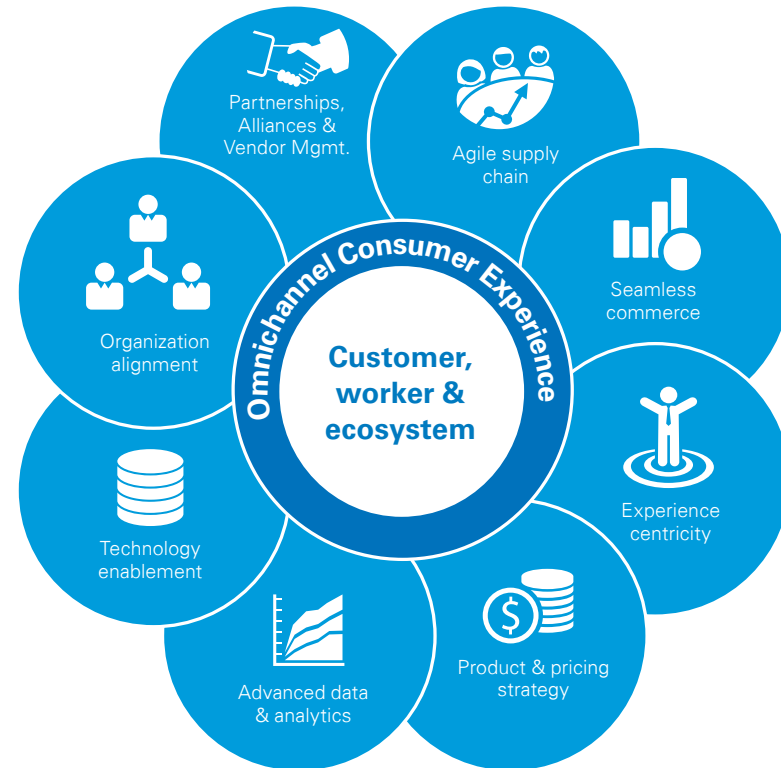 Partnerships,
Alliances &
Vendor Mgmt.
Agile supply
chain
Seamless
commerce
Experience
centricity
$
Product & pricing
strategy
Advanced data
& analytics
Technology
enablement
Organization
alignment
Omnichannel Consumer Experience
Customer,
worker &
ecosystem